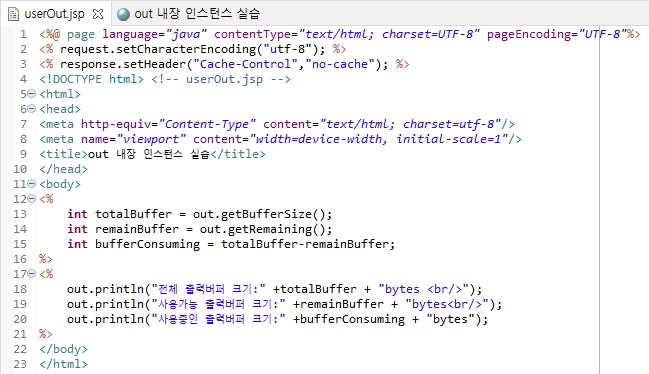 userOut.jsp out 내장 인스턴스 실습
1 <%@ page language="java" contentType="text/html; charset=UTF-8" pageEncoding="UTF-8"%>
2 <% request.setCharacterEncoding("utf-8"); %>
3 <% response.setHeader("Cache-Control","no-cache"); %>
4 <!DOCTYPE html> <!-- userOut.jsp -->
5 <html>
6 <head>
7 <meta http-equiv="Content-Type" content="text/html; charset=utf-8"/>
8 <meta name="viewport" content="width=device-width, initial-scale=1"/>
9 <title>out 내장 인스턴스 실습</title>
10 </head>
11 <body>
12 <%
13 int totalBuffer = out.getBufferSize();
14 int remainBuffer = out.getRemaining();
15 int bufferConsuming = totalBuffer-remainBuffer;
16 %>
17 <%
18 out.println("전체 출력버퍼 크기:" +totalBuffer + "bytes <br/>");
19 out.println("사용가능 출력버퍼 크기:" +remainBuffer + "bytes<br/>");
20 out.println("사용중인 출력버퍼 크기:" +bufferConsuming + "bytes");
21 %>
22 </body>
23 </html>